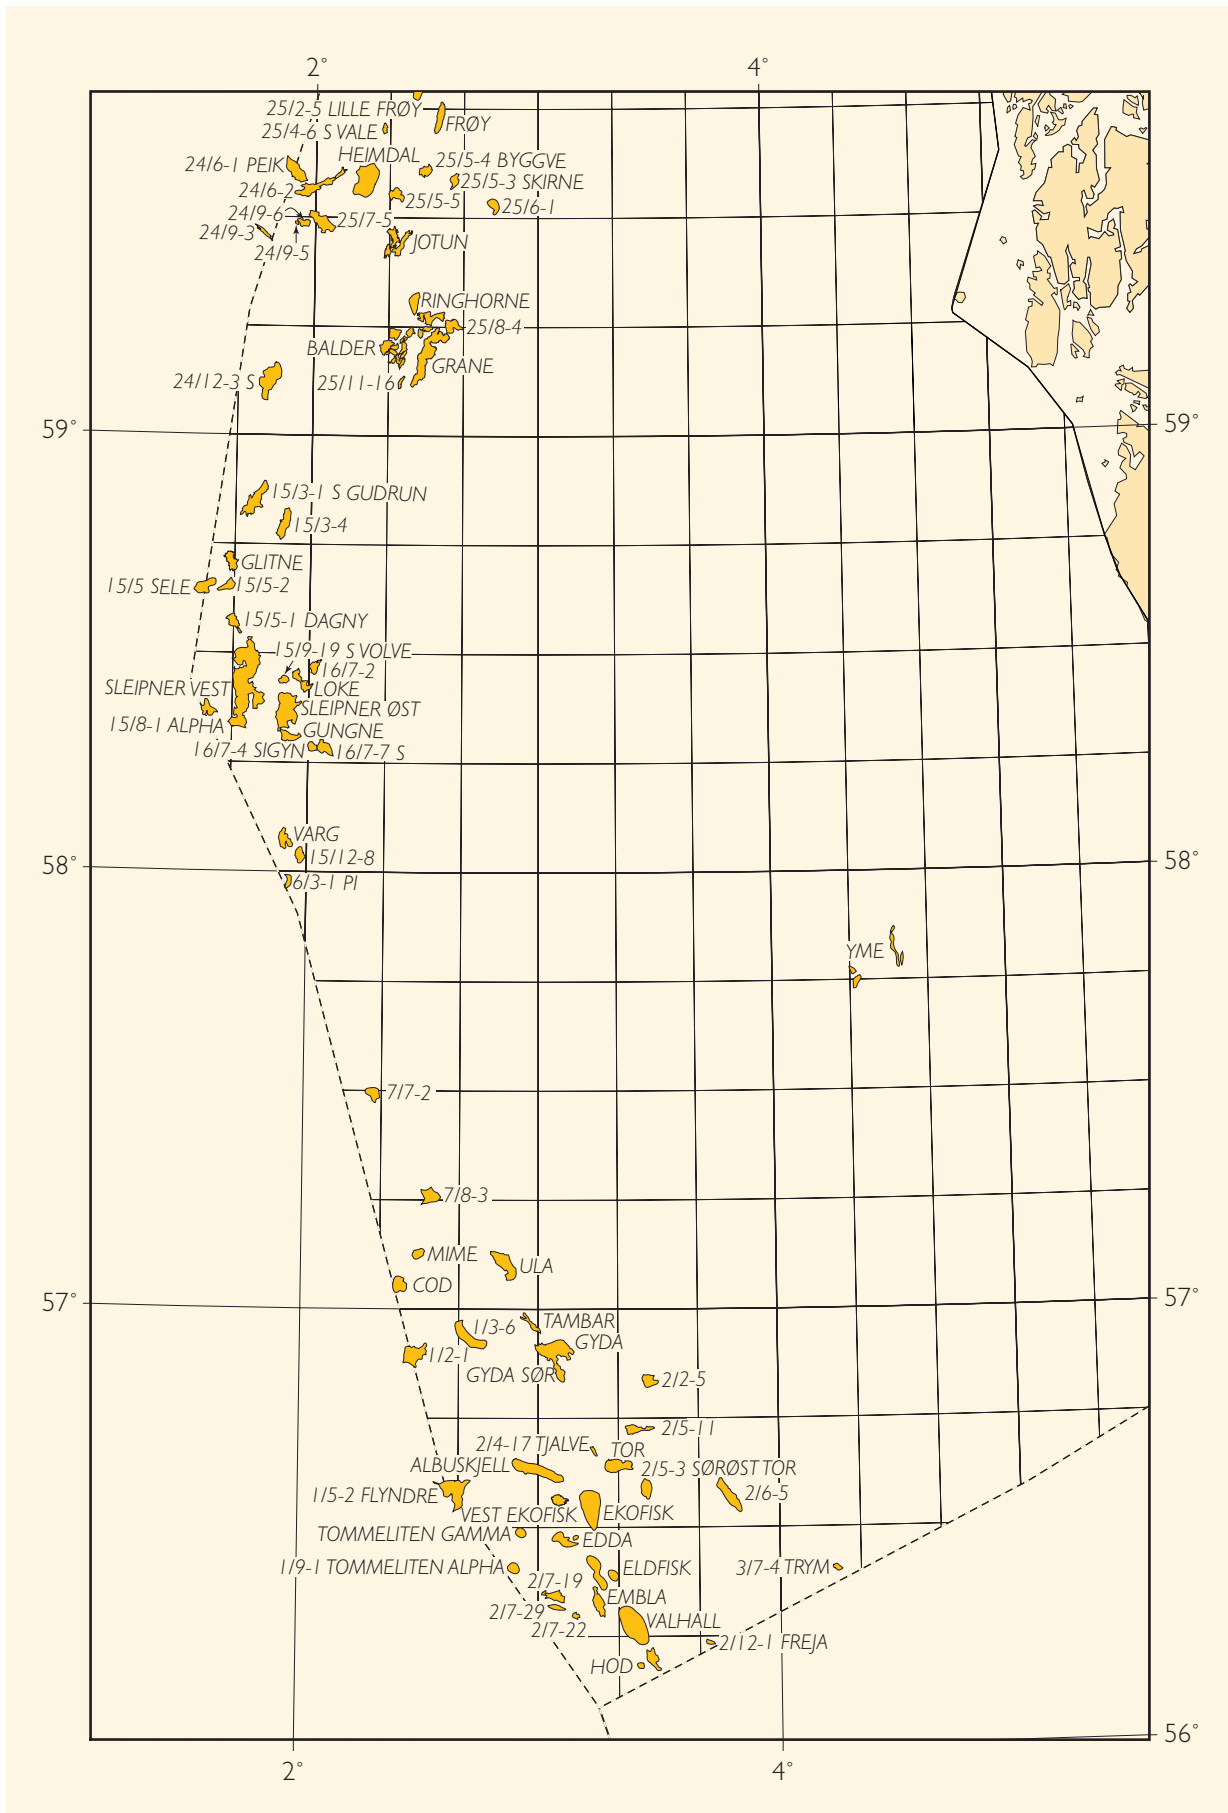 2° 4°
25/2-5 LILLE FRØY
FRØY
25/4-6 S VALE
HEIMDAL
25/5-4 BYGGVE
24/6-1 PEIK
25/5-3 SKIRNE
24/6-2
25/5-5
25/6-1
24/9-6
25/7-5
24/9-3
24/9-5
JOTUN
RINGHORNE
25/8-4
BALDER
GRANE
24/12-3 S
25/11-16
59° 59°
15/3-1 S GUDRUN
15/3-4
GLITNE
15/5 SELE
15/5-2
15/5-1 DAGNY
15/9-19 S VOLVE
16/7-2
SLEIPNER VEST
LOKE
SLEIPNER ØST
15/8-1 ALPHA
GUNGNE
16/7-4 SIGYN
16/7-7 S
VARG
15/12-8
58° 58°
6/3-1 PI
YME
7/7-2
7/8-3
MIME
ULA
COD
57° 57°
1/3-6
TAMBAR
GYDA
1/2-1
GYDA SØR
2/2-5
2/5-11
2/4-17 TJALVE
TOR
ALBUSKJELL
2/5-3 SØRØST TOR
1/5-2 FLYNDRE
2/6-5
VEST EKOFISK
EKOFISK
TOMMELITEN GAMMA
EDDA
1/9-1 TOMMELITEN ALPHA
ELDFISK
3/7-4 TRYM
2/7-19
EMBLA
2/7-29
VALHALL
2/7-22
2/12-1 FREJA
HOD
56°
2° 4°